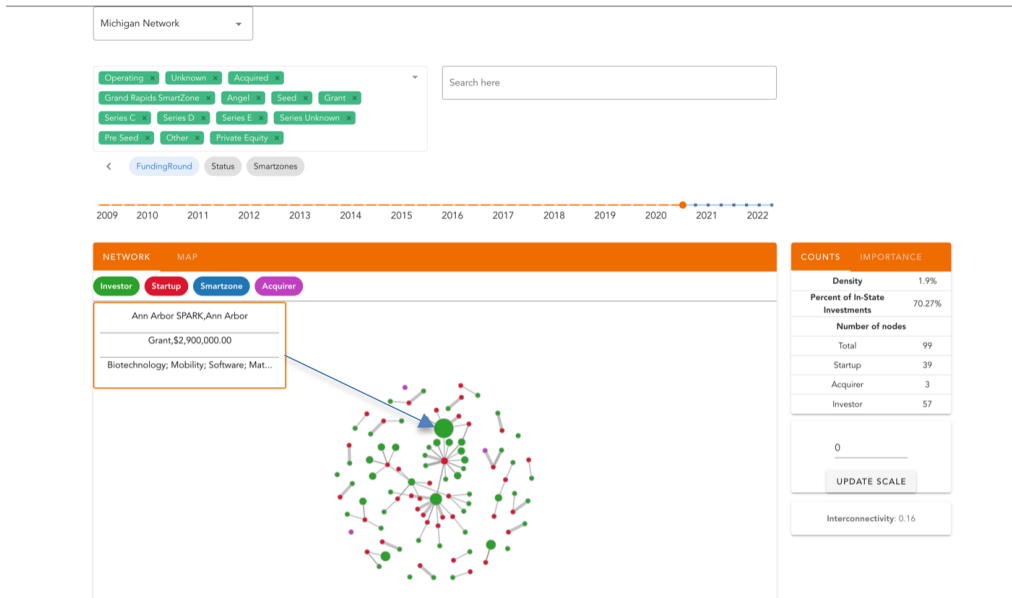 Michigan Network
Operating × Unknown × Acquired ×
Grand Rapids SmartZone × Angel × Seed × Grant ×
Series C × Series D × Series E × Series Unknown ×
Pre Seed × Other × Private Equity ×
Search here
FundingRound Status Smartzones
2009 2010 2011 2012 2013 2014 2015 2016 2017 2018 2019 2020 2021 2022
NETWORK MAP
Investor Startup Smartzone Acquirer
Ann Arbor SPARK,Ann Arbor
Grant,$2,900,000.00
Biotechnology; Mobility; Software; Mat...
COUNTS IMPORTANCE
Density 1.9%
Percent of In-State
Investments 70.27%
Number of nodes
Total 99
Startup 39
Acquirer 3
Investor 57
0
UPDATE SCALE
Interconnectivity: 0.16